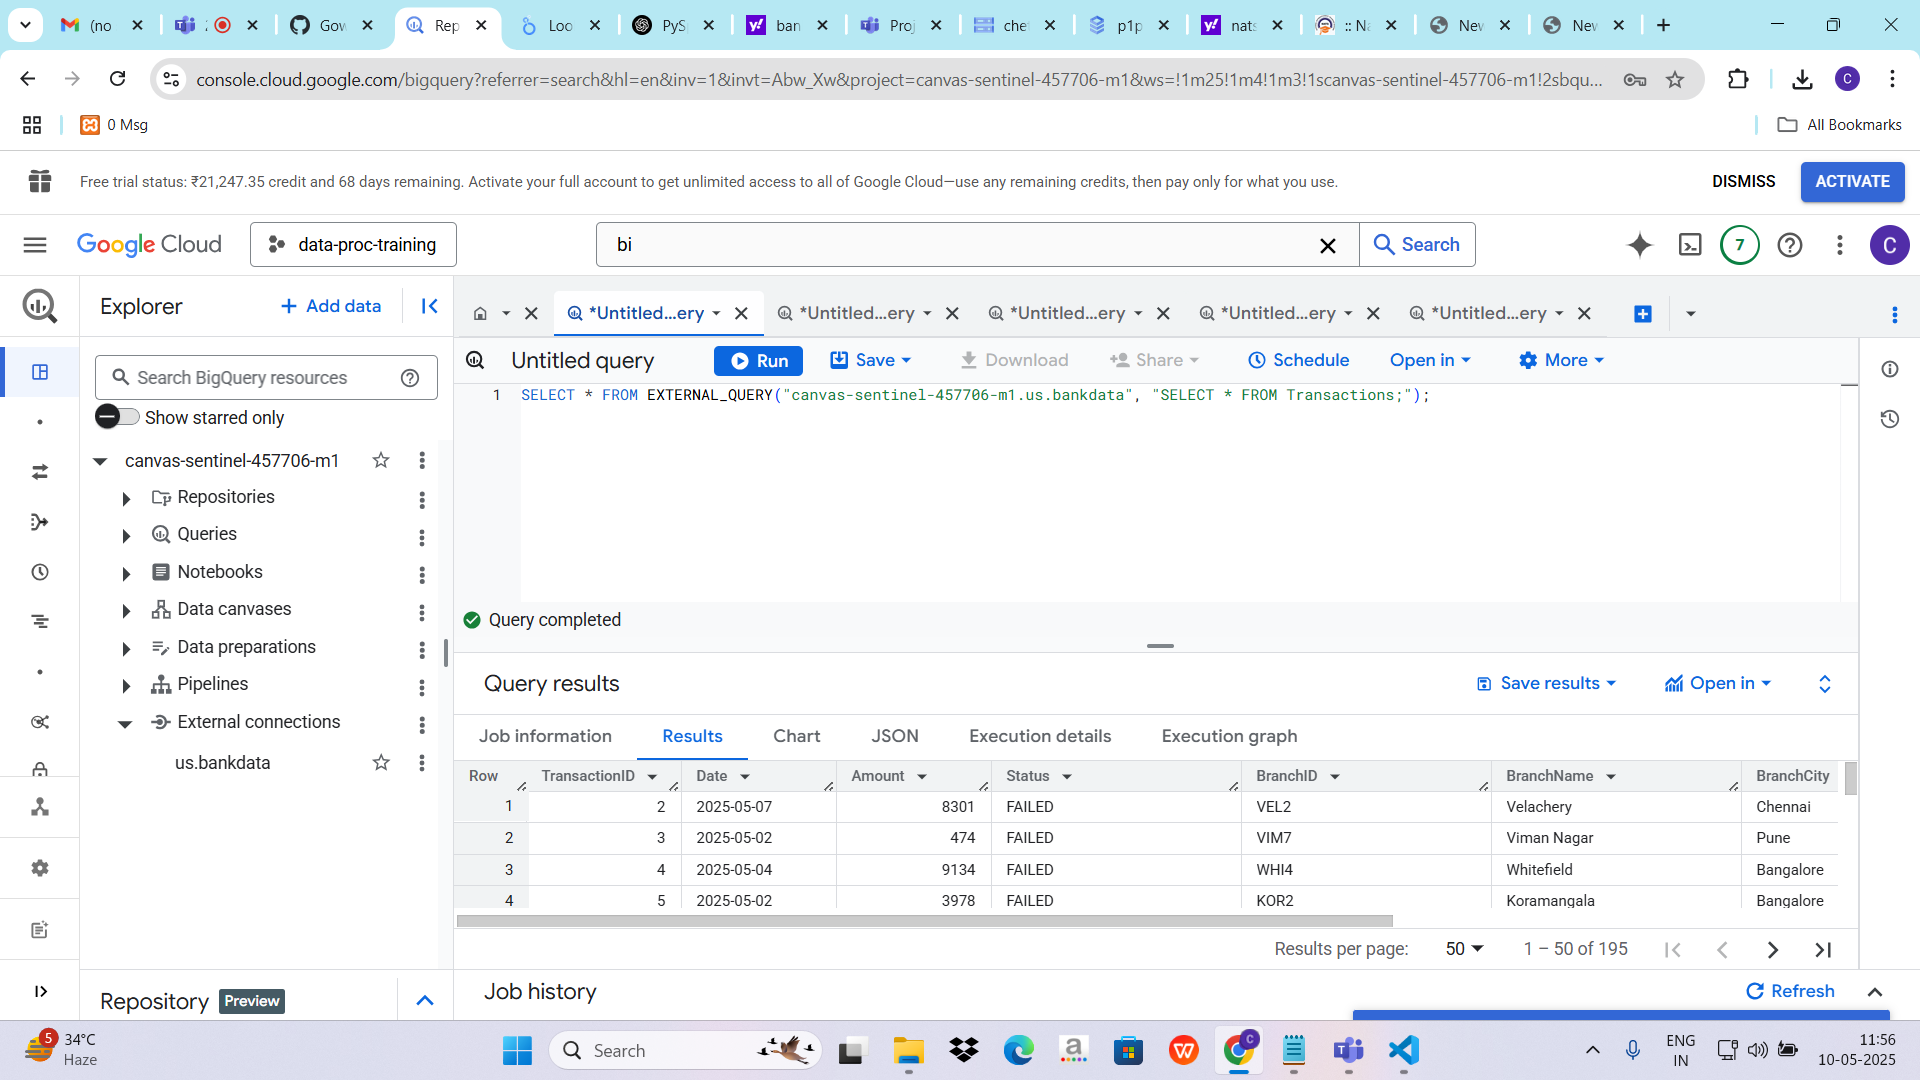 (no
Gov
Rep
Loo
PyS
ban
Proj
che
p1p
nats
:: Na
Nev
Nev
console.cloud.google.com/bigquery?referrer=search&hl=en&inv=1&invt=Abw_Xw&project=canvas-sentinel-457706-m1&ws=!1m25!1m4!1m3!1scanvas-sentinel-457706-m1!2sbqu...
C
0 Msg
All Bookmarks
Free trial status: ₹21,247.35 credit and 68 days remaining. Activate your full account to get unlimited access to all of Google Cloud—use any remaining credits, then pay only for what you use.
DISMISS
ACTIVATE
Google Cloud
data-proc-training
bi
Search
7
C
Explorer
+ Add data
*Untitled...ery
*Untitled...ery
*Untitled...ery
*Untitled...ery
*Untitled...ery
Untitled query
Run
Save
Download
Share
Schedule
Open in
More
Search BigQuery resources
Show starred only
1 SELECT * FROM EXTERNAL_QUERY("canvas-sentinel-457706-m1.us.bankdata", "SELECT * FROM Transactions;");
canvas-sentinel-457706-m1
Repositories
Queries
Notebooks
Data canvases
Data preparations
Pipelines
External connections
us.bankdata
Query completed
Query results
Save results
Open in
Job information
Results
Chart
JSON
Execution details
Execution graph
Row TransactionID Date Amount Status BranchID BranchName BranchCity
1 2 2025-05-07 8301 FAILED VEL2 Velachery Chennai
2 3 2025-05-02 474 FAILED VIM7 Viman Nagar Pune
3 4 2025-05-04 9134 FAILED WHI4 Whitefield Bangalore
4 5 2025-05-02 3978 FAILED KOR2 Koramangala Bangalore
Results per page: 50 1 – 50 of 195
Repository Preview
Job history
Refresh
5
34°C
Haze
Search
ENG
IN
11:56
10-05-2025